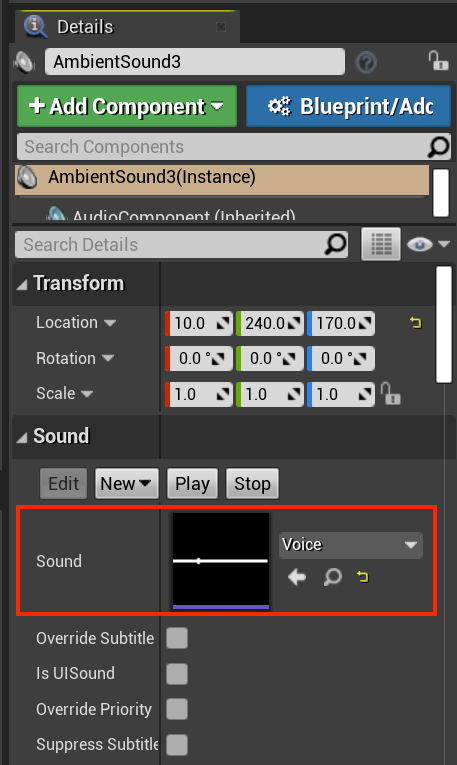 Details
AmbientSound3
+ Add Component
Blueprint/Add
Search Components
AmbientSound3(Instance)
AudioComponent (Inherited)
Search Details
Transform
Location 10.0 240.0 170.0
Rotation 0.0 ° 0.0 ° 0.0 °
Scale 1.0 1.0 1.0
Sound
Edit New Play Stop
Sound Voice
Override Subtitle
Is UISound
Override Priority
Suppress Subtitle